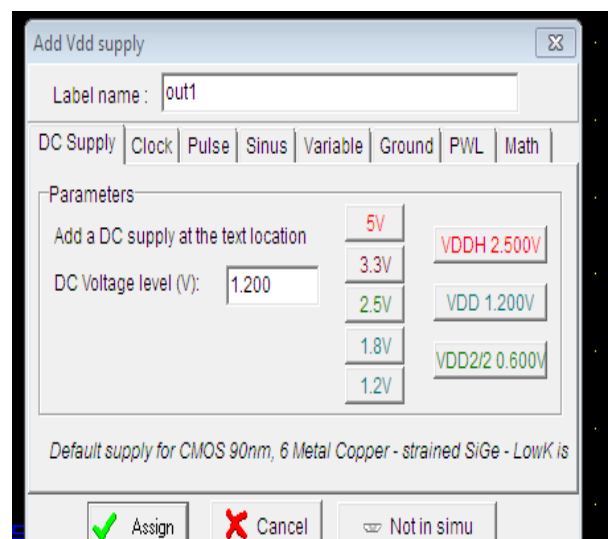 Add Vdd supply
Label name : out1
DC Supply Clock Pulse Sinus Variable Ground PWL Math
Parameters
Add a DC supply at the text location
DC Voltage level (V): 1.200
5V
3.3V
2.5V
1.8V
1.2V
VDDH 2.500V
VDD 1.200V
VDD2/2 0.600V
Default supply for CMOS 90nm, 6 Metal Copper - strained SiGe - LowK is
Assign Cancel Not in simu